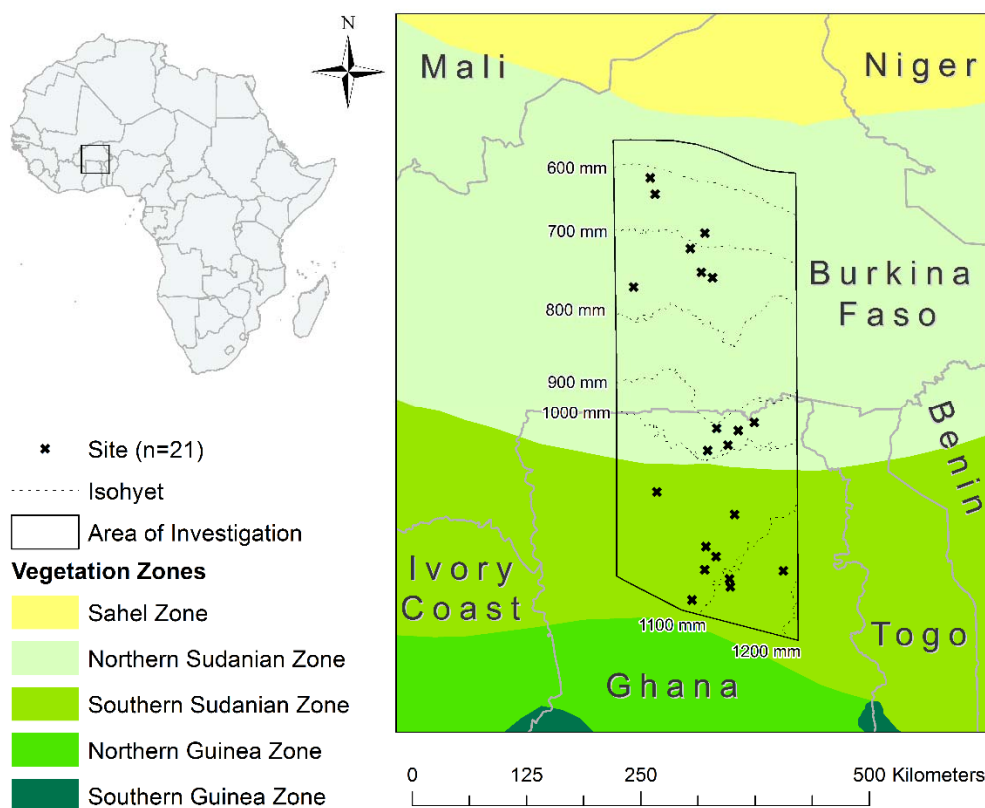 N
Mali
Niger
600 mm
700 mm
Burkina
Faso
800 mm
900 mm
1000 mm
Benin
Ivory
Coast
1100 mm
1200 mm
Togo
Ghana
Site (n=21)
Isohyet
Area of Investigation
Vegetation Zones
Sahel Zone
Northern Sudanian Zone
Southern Sudanian Zone
Northern Guinea Zone
Southern Guinea Zone
0 125 250 500 Kilometers